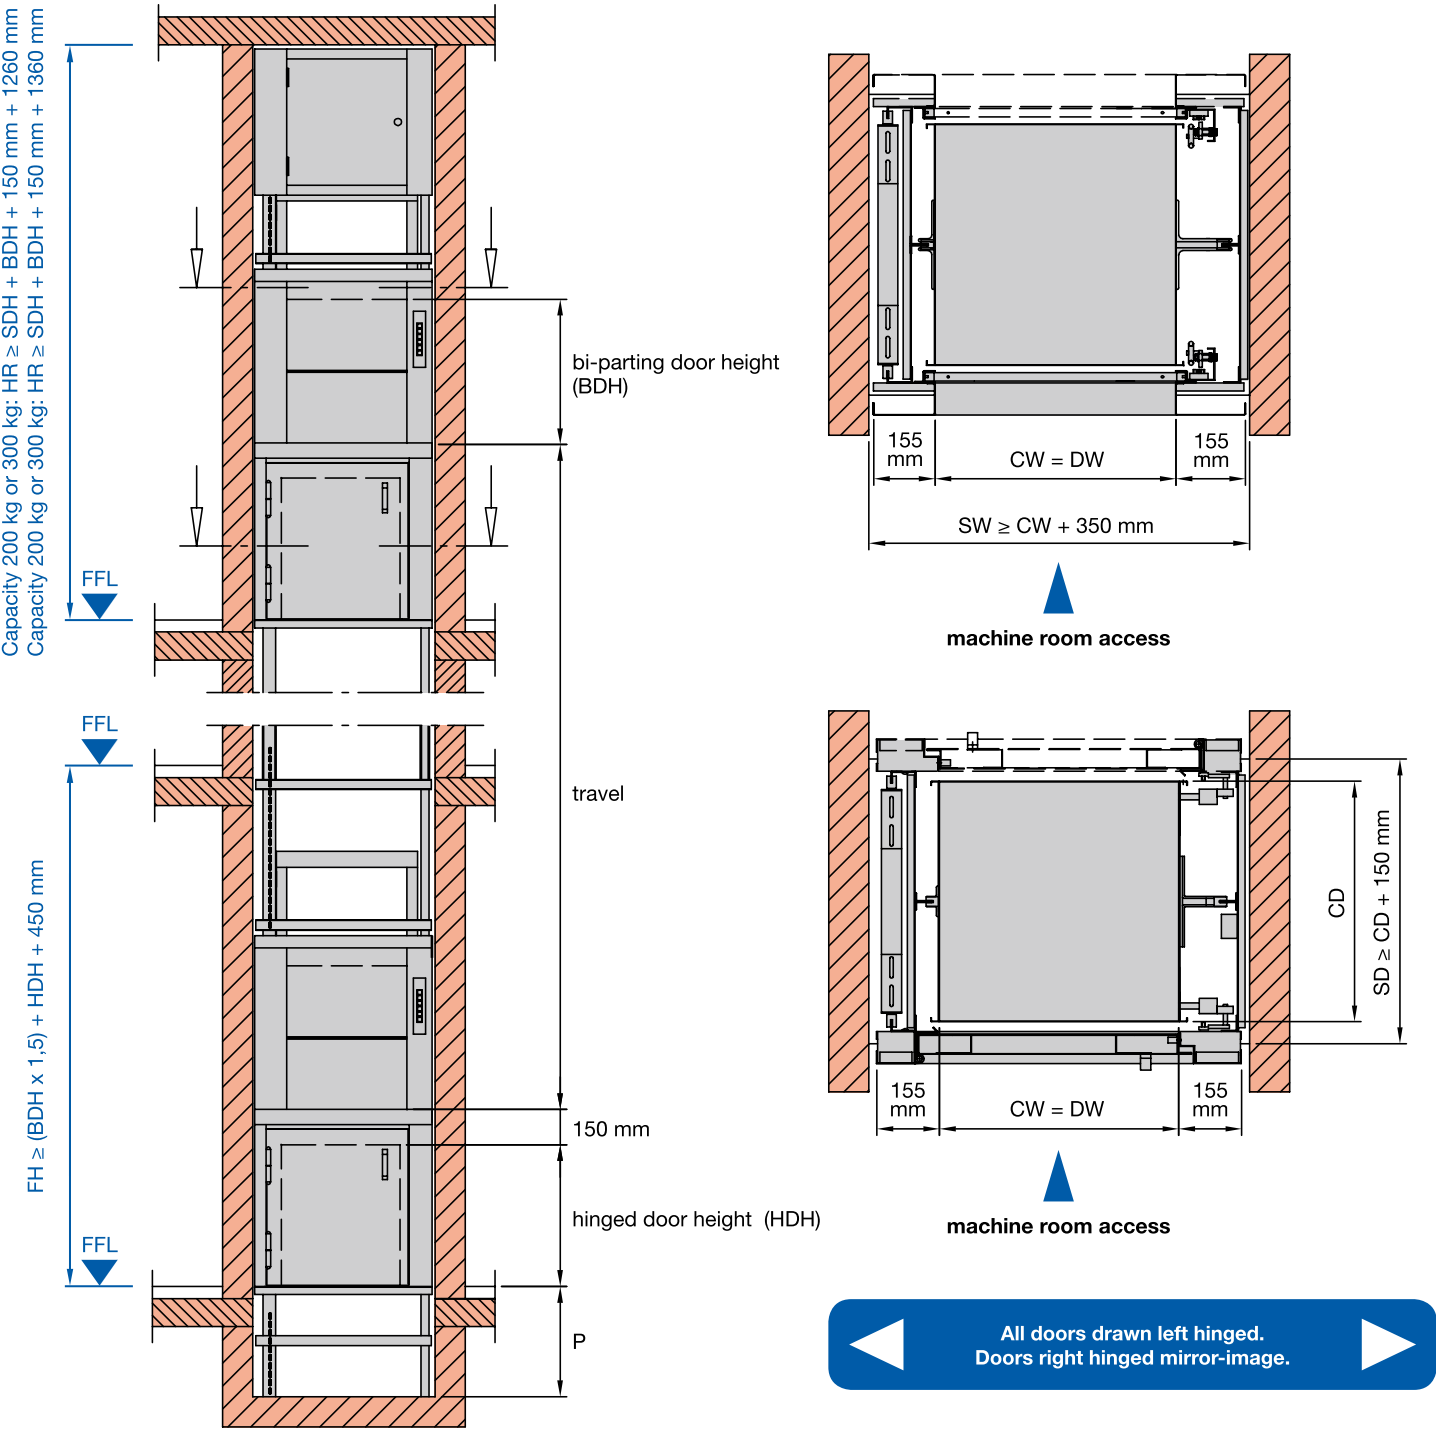 Capacity 200 kg or 300 kg: HR ≥ SDH + BDH + 150 mm + 1260 mm
Capacity 200 kg or 300 kg: HR ≥ SDH + BDH + 150 mm + 1360 mm
FFL
FFL
FH ≥ (BDH x 1,5) + HDH + 450 mm
FFL
bi-parting door height
(BDH)
travel
150 mm
hinged door height (HDH)
P
155
mm
CW = DW
155
mm
SW ≥ CW + 350 mm
machine room access
CD
SD ≥ CD + 150 mm
155
mm
CW = DW
155
mm
machine room access
All doors drawn left hinged.
Doors right hinged mirror-image.